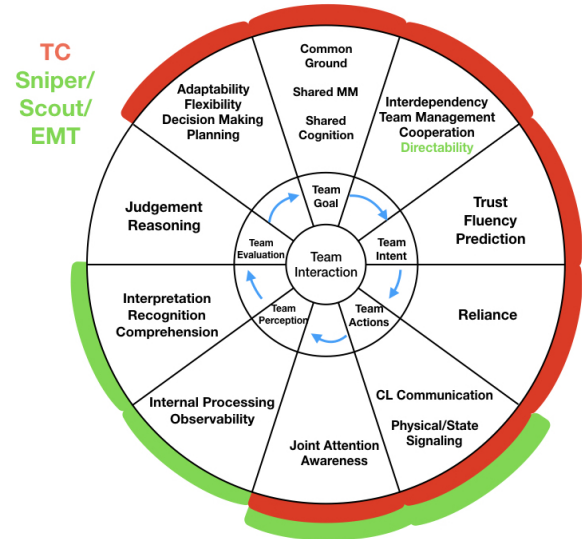 TC
Sniper/
Scout/
EMT
Common
Ground
Shared MM
Shared
Cognition
Adaptability
Flexibility
Decision Making
Planning
Interdependency
Team Management
Cooperation
Directability
Judgement
Reasoning
Trust
Fluency
Prediction
Team
Goal
Team
Evaluation
Team
Intent
Team
Interaction
Team
Perception
Team
Actions
Interpretation
Recognition
Comprehension
Reliance
Internal Processing
Observability
CL Communication
Physical/State
Signaling
Joint Attention
Awareness